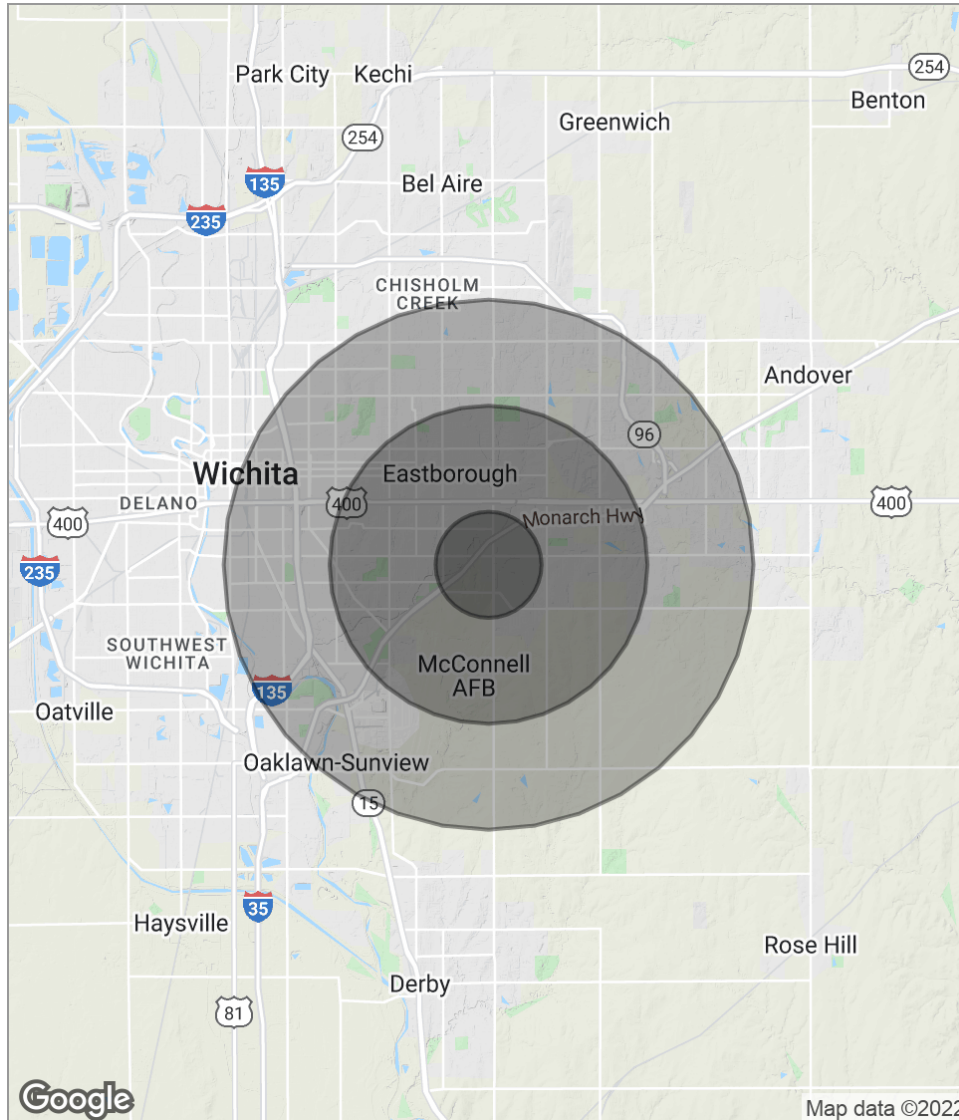 Park City
Kechi
254
Benton
Greenwich
254
135
Bel Aire
235
CHISHOLM
CREEK
Andover
96
Wichita
Eastborough
DELANO
400
400
400
Monarch Hwy
235
SOUTHWEST
WICHITA
McConnell
AFB
135
Oatville
Oaklawn-Sunview
15
35
Haysville
Rose Hill
Derby
81
Google
Map data ©2022